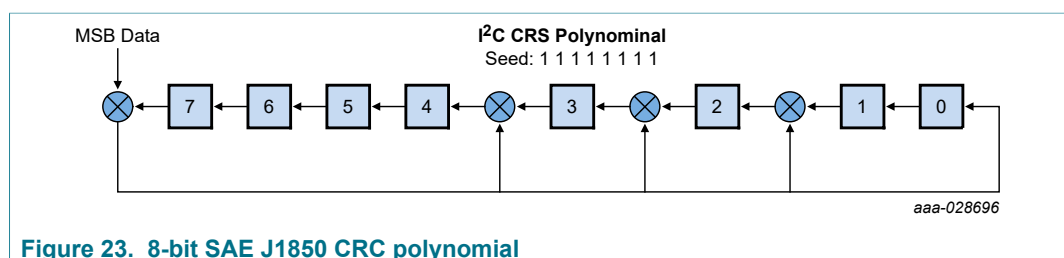 MSB Data
I²C CRS Polynominal
Seed: 1 1 1 1 1 1 1 1
7 6 5 4 3 2 1 0
aaa-028696
Figure 23. 8-bit SAE J1850 CRC polynomial